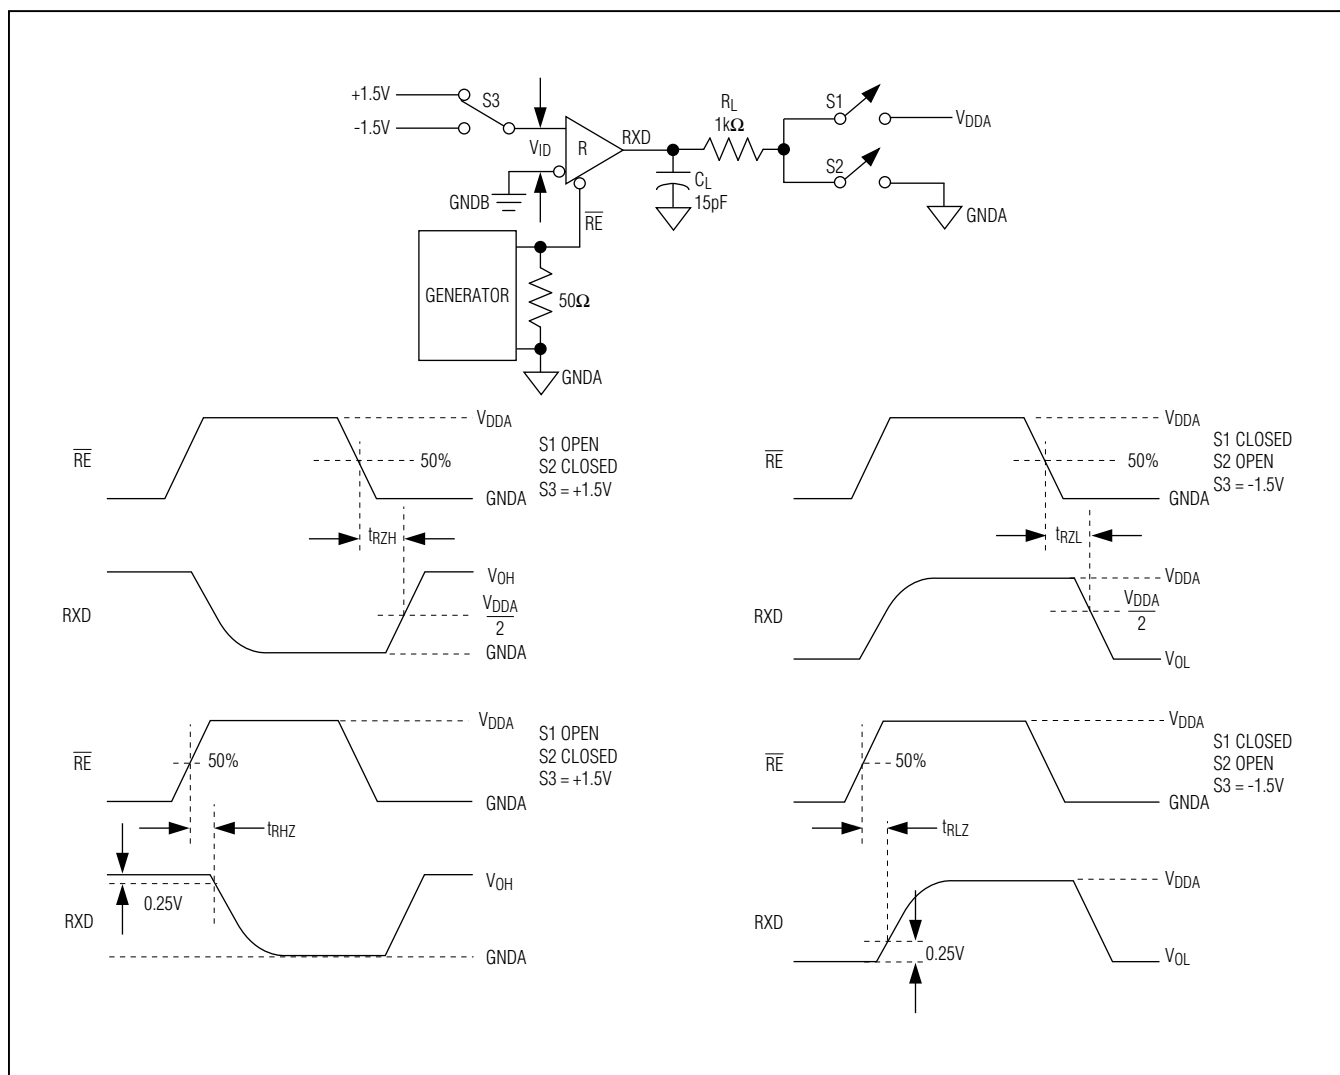 +1.5V
S3
-1.5V
VID
R
RXD
RL
1kΩ
S1
VDDA
S2
CL
15pF
GNDA
GNDB
RE
GENERATOR
50Ω
GNDA
RE
VDDA
50%
GNDA
S1 OPEN
S2 CLOSED
S3 = +1.5V
tRZH
RXD
VOH
VDDA
2
GNDA
RE
VDDA
50%
GNDA
S1 CLOSED
S2 OPEN
S3 = -1.5V
tRZL
RXD
VDDA
VDDA
2
VOL
RE
VDDA
50%
GNDA
S1 OPEN
S2 CLOSED
S3 = +1.5V
tRHZ
RXD
0.25V
VOH
GNDA
RE
VDDA
50%
GNDA
S1 CLOSED
S2 OPEN
S3 = -1.5V
tRLZ
RXD
VDDA
0.25V
VOL